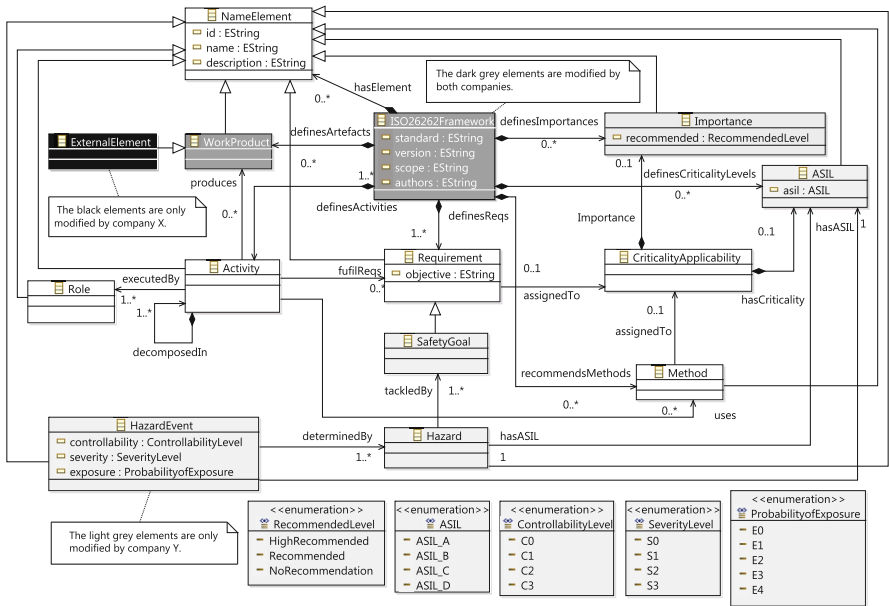 NameElement
id : EString
name : EString
description : EString
hasElement
0..*
The dark grey elements are modified by
both companies.
ISO26262Framework
standard : EString
version : EString
scope : EString
authors : EString
definesArtefacts
0..*
definesImportances
0..*
Importance
recommended : RecommendedLevel
ExternalElement
WorkProduct
The black elements are only
modified by company X.
produces
0..*
1..*
definesActivities
definesReqs
1..*
0..1
Importance
definesCriticalityLevels
0..*
ASIL
asil : ASIL
hasASIL
1
0..1
Activity
Role
executedBy
1..*
1..*
decomposedIn
fufilReqs
0..*
Requirement
objective : EString
0..1
assignedTo
CriticalityApplicability
hasCriticality
0..1
assignedTo
SafetyGoal
tackledBy
1..*
recommendsMethods
0..*
Method
0..*
uses
HazardEvent
controllability : ControllabilityLevel
severity : SeverityLevel
exposure : ProbabilityofExposure
determinedBy
1..*
Hazard
hasASIL
1
The light grey elements are only
modified by company Y.
<<enumeration>>
RecommendedLevel
HighRecommended
Recommended
NoRecommendation
<<enumeration>>
ASIL
ASIL_A
ASIL_B
ASIL_C
ASIL_D
<<enumeration>>
ControllabilityLevel
C0
C1
C2
C3
<<enumeration>>
SeverityLevel
S0
S1
S2
S3
<<enumeration>>
ProbabilityofExposure
E0
E1
E2
E3
E4